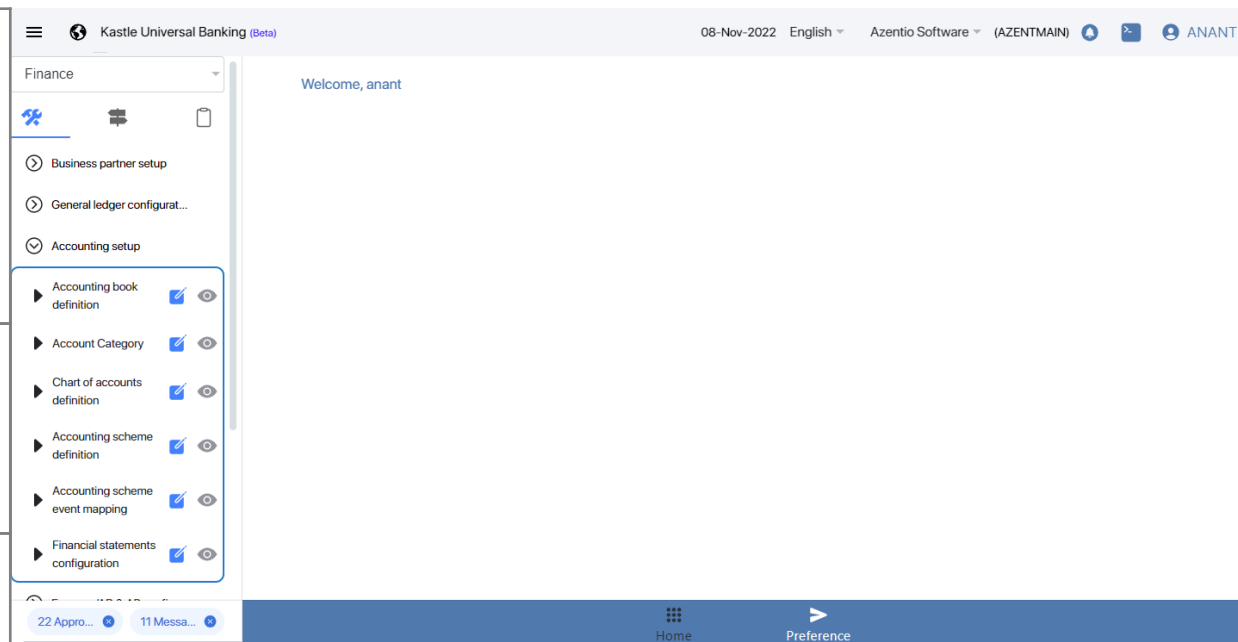 Kastle Universal Banking (Beta)
08-Nov-2022 English Azentio Software (AZENTMAIN) ANANT
Finance
Welcome, anant
Business partner setup
General ledger configurat...
Accounting setup
Accounting book
definition
Account Category
Chart of accounts
definition
Accounting scheme
definition
Accounting scheme
event mapping
Financial statements
configuration
22 Appro... 11 Messa...
Home Preference